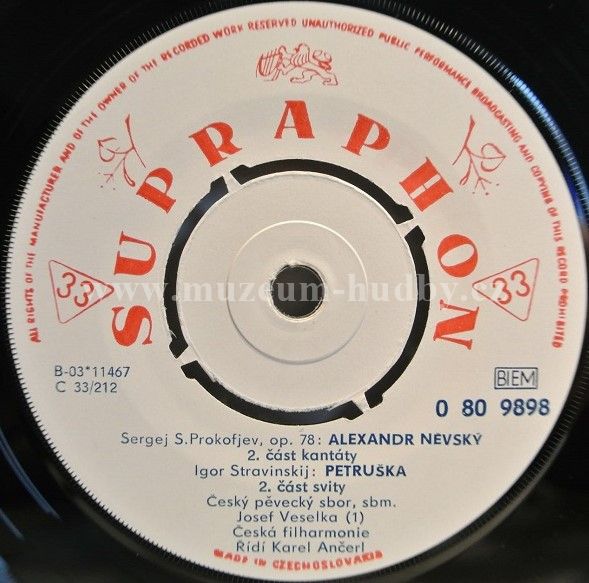 ALL RIGHTS OF THE MANUFACTURER AND OF THE OWNER OF THE RECORDED WORK RESERVED UNAUTHORIZED PUBLIC PERFORMANCE BROADCASTING AND COPYING OF THIS RECORD PROHIBITED
SUPRAPHON
33 33
www.muzeum-hudby.cz
B-03*11467
C 33/212
BIEM
0 80 9898
Sergej S.Prokofjev, op. 78: ALEXANDR NĚVSKÝ
2. část kantáty
Igor Stravinskij: PETRUŠKA
2. část svity
Český pěvecký sbor, sbm.
Josef Veselka (1)
Česká filharmonie
Řídí Karel Ančerl
MADE IN CZECHOSLOVAKIA